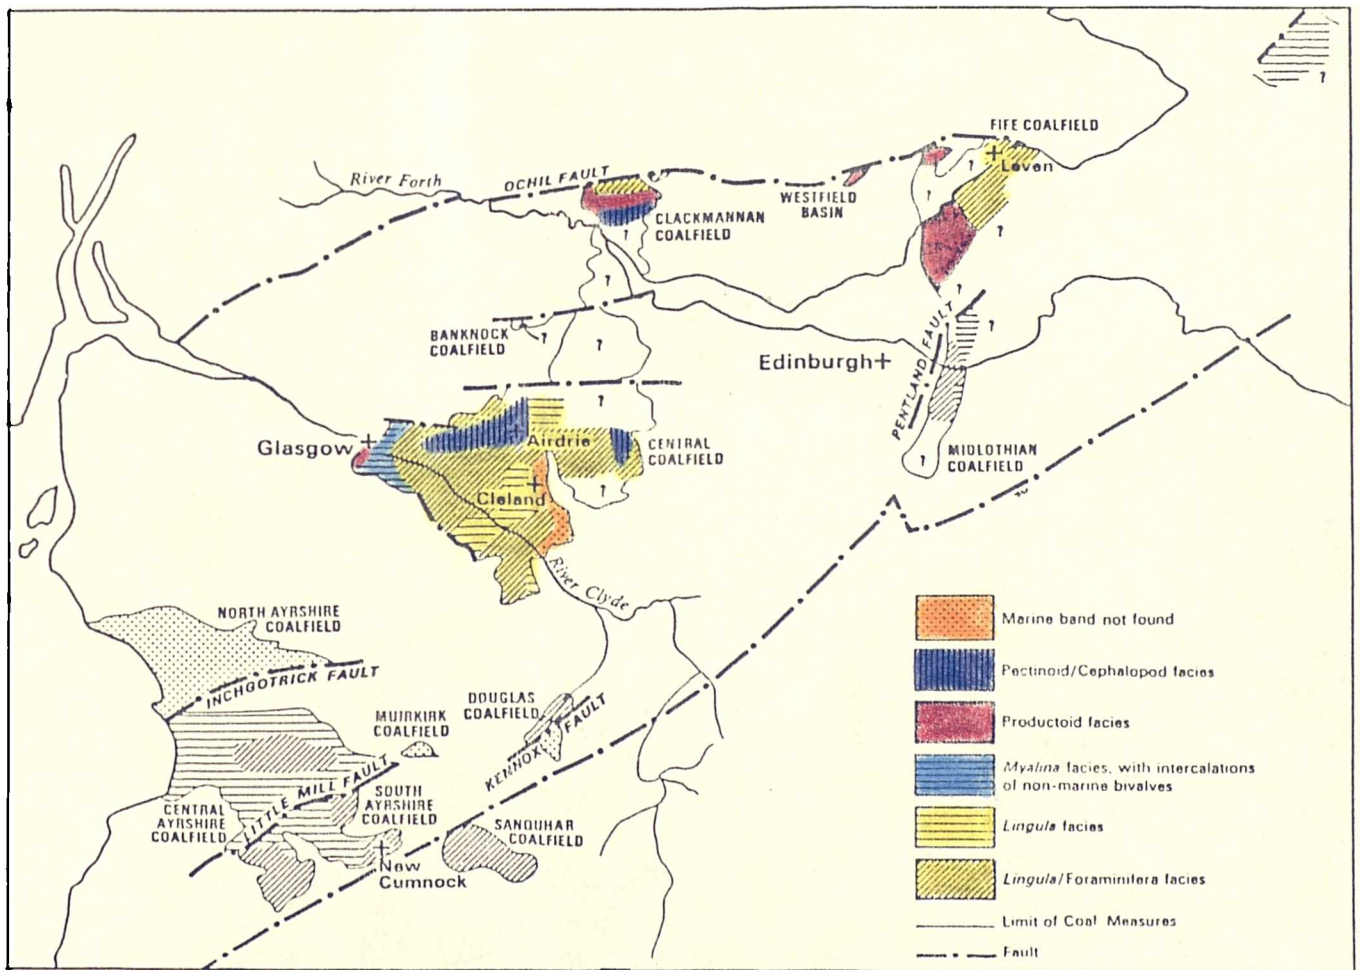 FIFE COALFIELD
Leven
River Forth
OCHIL FAULT
WESTFIELD
BASIN
CLACKMANNAN
COALFIELD
?
?
?
?
?
?
?
BANKNOCK
COALFIELD
?
?
?
Edinburgh
PENTLAND FAULT
Glasgow
Airdrie
CENTRAL
COALFIELD
MIDLOTHIAN
COALFIELD
?
Cleland
?
River Clyde
NORTH AYRSHIRE
COALFIELD
INCHGOTRICK FAULT
DOUGLAS
COALFIELD
MUIRKIRK
COALFIELD
KENNOX FAULT
LITTLE MILL FAULT
SOUTH
AYRSHIRE
COALFIELD
CENTRAL
AYRSHIRE
COALFIELD
SANQUHAR
COALFIELD
New
Cumnock
Marine band not found
Pectinoid/Cephalopod facies
Productoid facies
Myalina facies, with intercalations
of non-marine bivalves
Lingula facies
Lingula/Foraminifera facies
Limit of Coal Measures
Fault